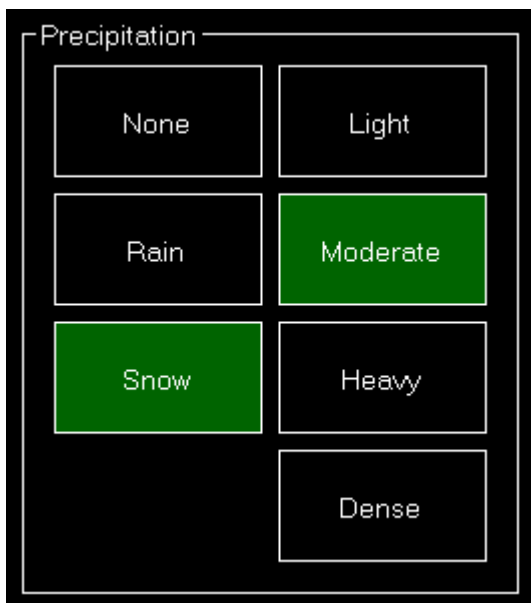 Precipitation
None
Light
Rain
Moderate
Snow
Heavy
Dense